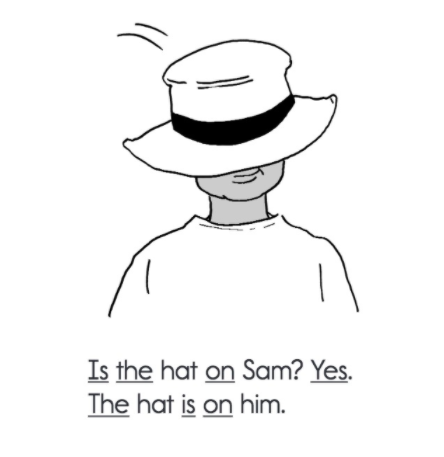 Is the hat on Sam? Yes.
The hat is on him.